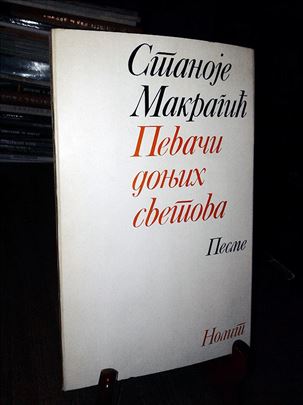 Станоје
Макрагић
Певачи
доњих
светова
Песме
Нолит